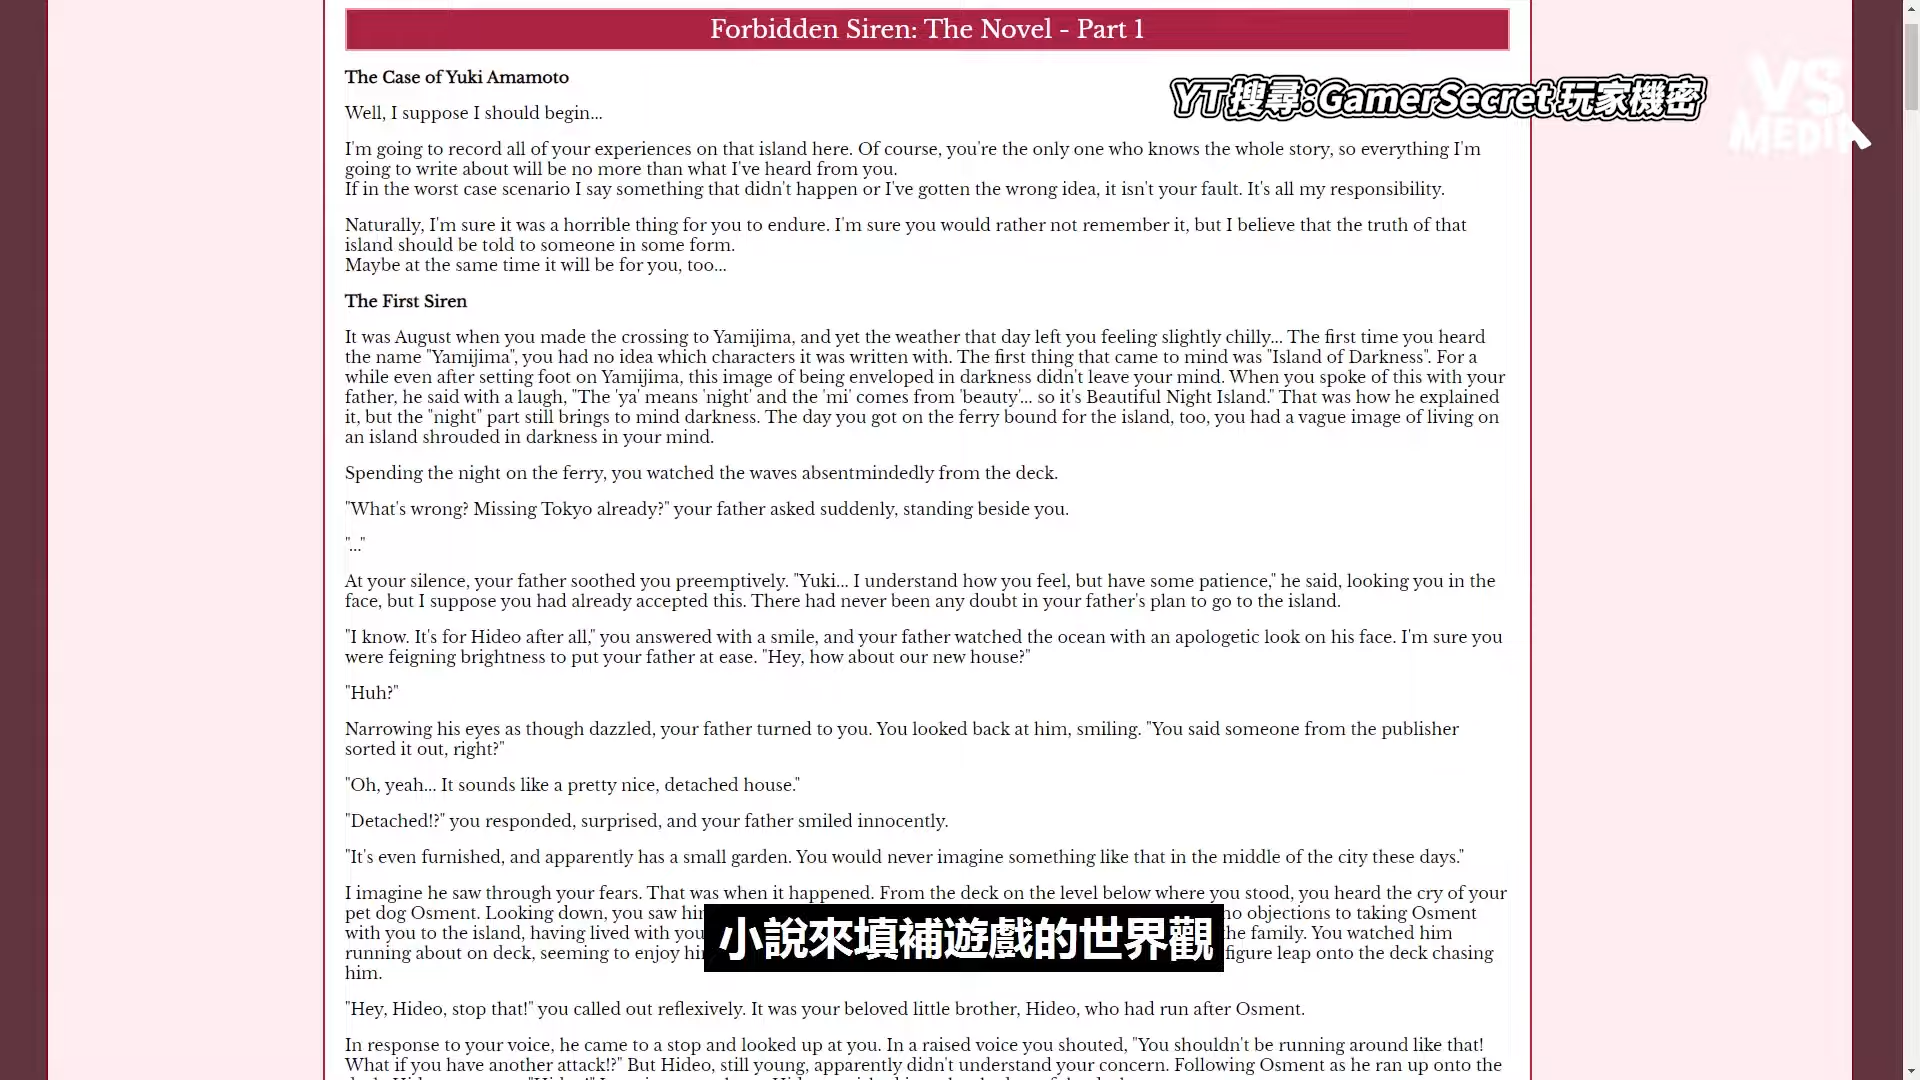 Forbidden Siren: The Novel - Part 1
The Case of Yuki Amamoto
YT搜尋:GamerSecret玩家機密
VS
MEDIA
Well, I suppose I should begin...
I'm going to record all of your experiences on that island here. Of course, you're the only one who knows the whole story, so everything I'm
going to write about will be no more than what I've heard from you.
If in the worst case scenario I say something that didn't happen or I've gotten the wrong idea, it isn't your fault. It's all my responsibility.
Naturally, I'm sure it was a horrible thing for you to endure. I'm sure you would rather not remember it, but I believe that the truth of that
island should be told to someone in some form.
Maybe at the same time it will be for you, too...
The First Siren
It was August when you made the crossing to Yamijima, and yet the weather that day left you feeling slightly chilly... The first time you heard
the name "Yamijima", you had no idea which characters it was written with. The first thing that came to mind was "Island of Darkness". For a
while even after setting foot on Yamijima, this image of being enveloped in darkness didn't leave your mind. When you spoke of this with your
father, he said with a laugh, "The 'ya' means 'night' and the 'mi' comes from 'beauty'... so it's Beautiful Night Island." That was how he explained
it, but the "night" part still brings to mind darkness. The day you got on the ferry bound for the island, too, you had a vague image of living on
an island shrouded in darkness in your mind.
Spending the night on the ferry, you watched the waves absentmindedly from the deck.
"What's wrong? Missing Tokyo already?" your father asked suddenly, standing beside you.
"..."
At your silence, your father soothed you preemptively. "Yuki... I understand how you feel, but have some patience," he said, looking you in the
face, but I suppose you had already accepted this. There had never been any doubt in your father's plan to go to the island.
"I know. It's for Hideo after all," you answered with a smile, and your father watched the ocean with an apologetic look on his face. I'm sure you
were feigning brightness to put your father at ease. "Hey, how about our new house?"
"Huh?"
Narrowing his eyes as though dazzled, your father turned to you. You looked back at him, smiling. "You said someone from the publisher
sorted it out, right?"
"Oh, yeah... It sounds like a pretty nice, detached house."
"Detached!?" you responded, surprised, and your father smiled innocently.
"It's even furnished, and apparently has a small garden. You would never imagine something like that in the middle of the city these days."
I imagine he saw through your fears. That was when it happened. From the deck on the level below where you stood, you heard the cry of your
pet dog Osment. Looking down, you saw no objections to taking Osment
with you to the island, having lived with the family. You watched him
running about on deck, seeming to enjoy figure leap onto the deck chasing
him.
小說來填補遊戲的世界觀
"Hey, Hideo, stop that!" you called out reflexively. It was your beloved little brother, Hideo, who had run after Osment.
In response to your voice, he came to a stop and looked up at you. In a raised voice you shouted, "You shouldn't be running around like that!
What if you have another attack!?" But Hideo, still young, apparently didn't understand your concern. Following Osment as he ran up onto the